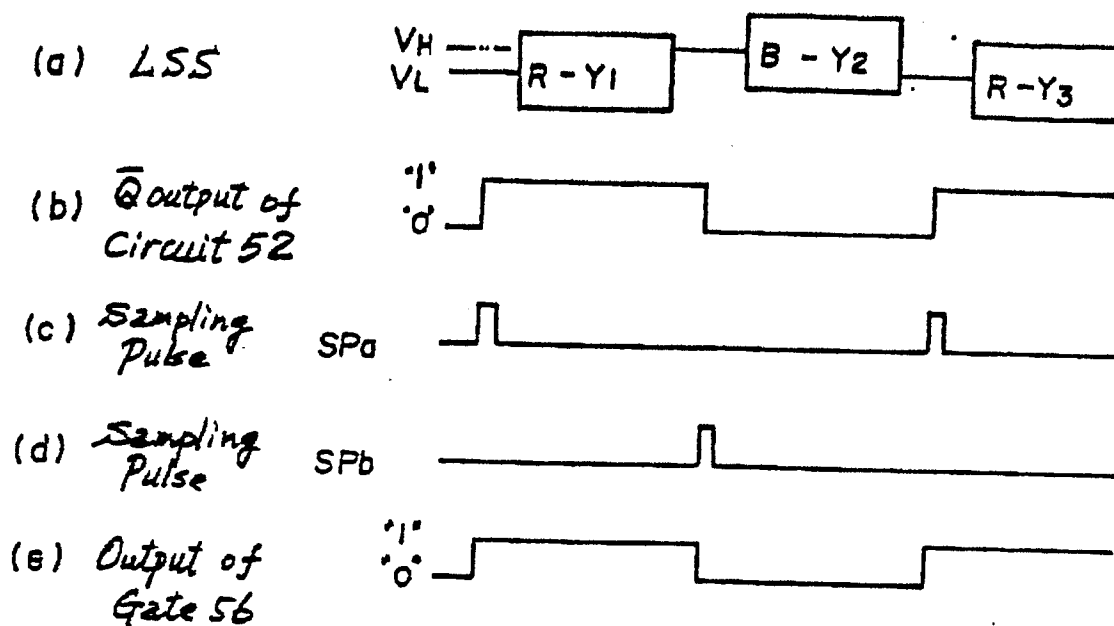 (a) LSS
VH
VL
R-Y1
B-Y2
R-Y3
(b) Q̅ output of
Circuit 52
"1"
"0"
(c) Sampling
Pulse
SPa
(d) Sampling
Pulse
SPb
(e) Output of
Gate 56
"1"
"0"